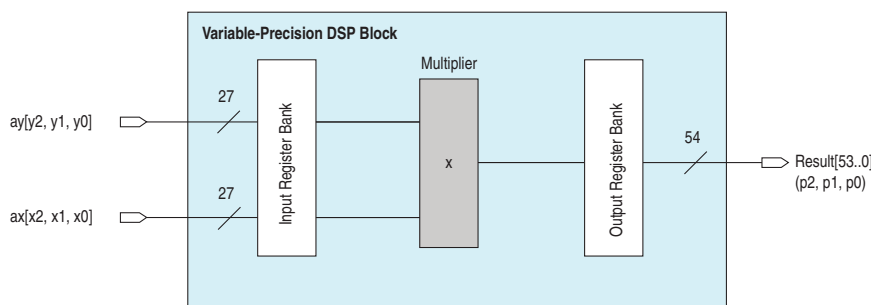 Variable-Precision DSP Block
Multiplier
27
ay[y2, y1, y0]
Input Register Bank
x
Output Register Bank
54
Result[53..0]
(p2, p1, p0)
27
ax[x2, x1, x0]